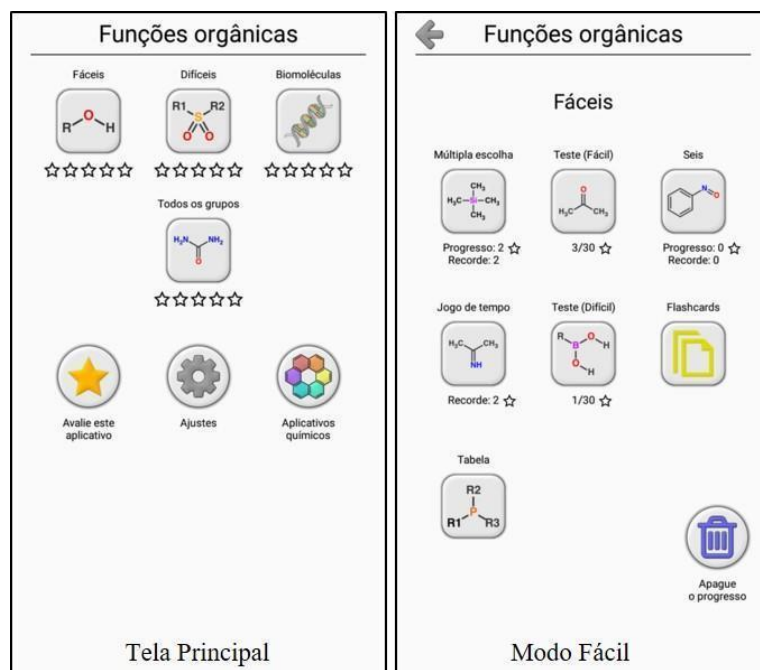 Funções orgânicas
Fáceis
Difíceis
Biomoléculas
R O H
R1 R2
S
O O
Todos os grupos
H₂N NH₂
O
Avalie este
aplicativo
Ajustes
Aplicativos
químicos
Tela Principal
Funções orgânicas
Fáceis
Múltipla escolha
Teste (Fácil)
Seis
CH₃
H₃C Si CH₃
CH₃
O
H₃C CH₃
N O
Progresso: 2
Recorde: 2
3/30
Progresso: 0
Recorde: 0
Jogo de tempo
Teste (Difícil)
Flashcards
H₃C CH₃
NH
R B O H
O H
Recorde: 2
1/30
Tabela
R2
P
R1 R3
Apague
o progresso
Modo Fácil